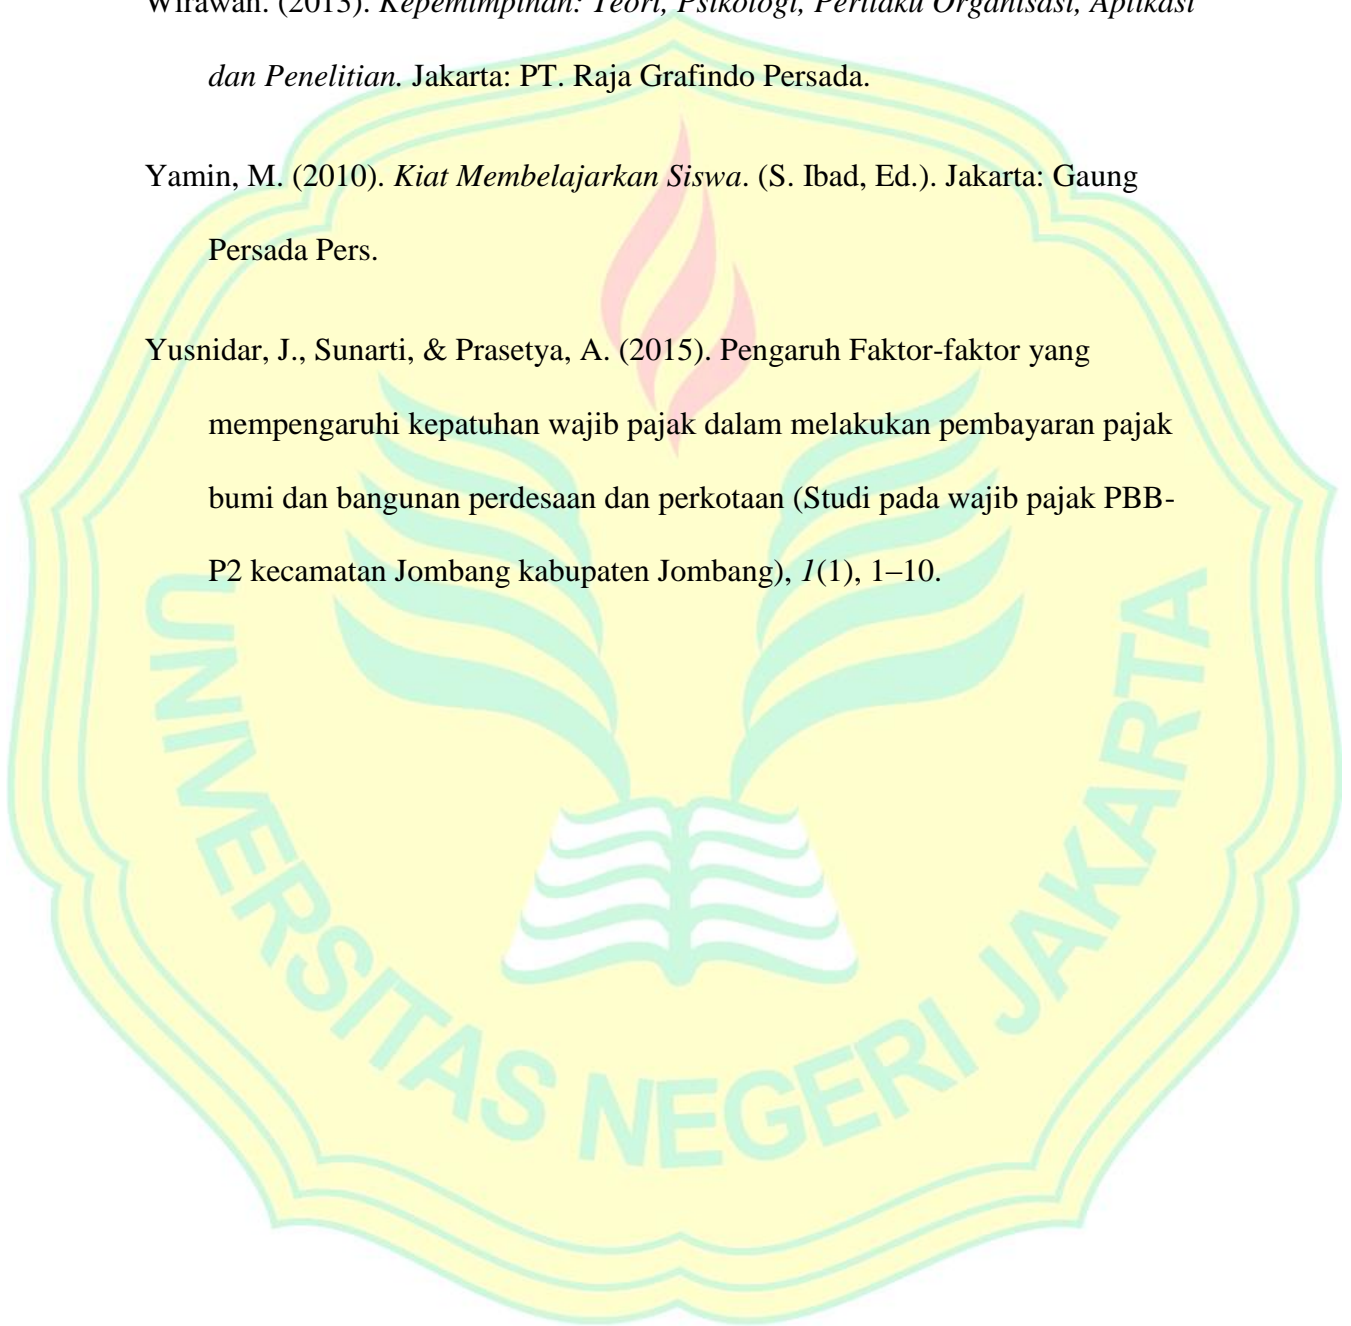 Wirawan. (2013). Kepemimpinan: Teori, Psikologi, Perilaku Organisasi, Aplikasi
dan Penelitian. Jakarta: PT. Raja Grafindo Persada.
Yamin, M. (2010). Kiat Membelajarkan Siswa. (S. Ibad, Ed.). Jakarta: Gaung
Persada Pers.
Yusnidar, J., Sunarti, & Prasetya, A. (2015). Pengaruh Faktor-faktor yang
mempengaruhi kepatuhan wajib pajak dalam melakukan pembayaran pajak
bumi dan bangunan perdesaan dan perkotaan (Studi pada wajib pajak PBB-
P2 kecamatan Jombang kabupaten Jombang), 1(1), 1–10.
UNIVERSITAS NEGERI JAKARTA